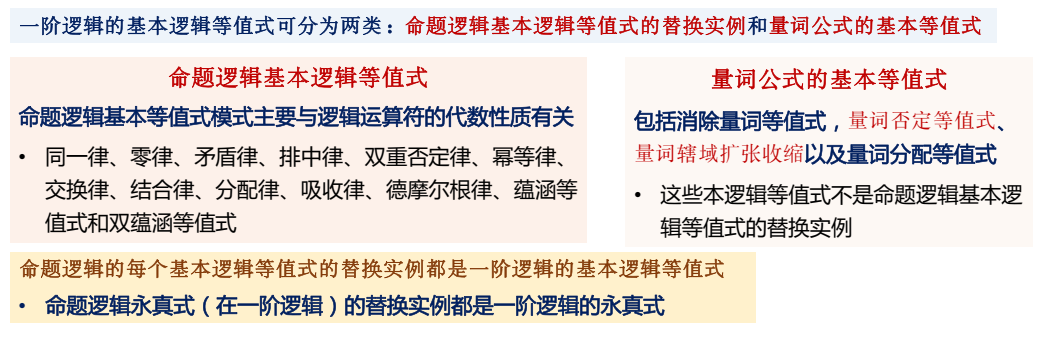 一阶逻辑的基本逻辑等值式可分为两类：命题逻辑基本逻辑等值式的替换实例和量词公式的基本等值式
命题逻辑基本逻辑等值式
命题逻辑基本等值式模式主要与逻辑运算符的代数性质有关
• 同一律、零律、矛盾律、排中律、双重否定律、幂等律、
交换律、结合律、分配律、吸收律、德摩尔根律、蕴涵等
值式和双蕴涵等值式
量词公式的基本等值式
包括消除量词等值式，量词否定等值式、
量词辖域扩张收缩以及量词分配等值式
• 这些本逻辑等值式不是命题逻辑基本逻
辑等值式的替换实例
命题逻辑的每个基本逻辑等值式的替换实例都是一阶逻辑的基本逻辑等值式
• 命题逻辑永真式（在一阶逻辑）的替换实例都是一阶逻辑的永真式